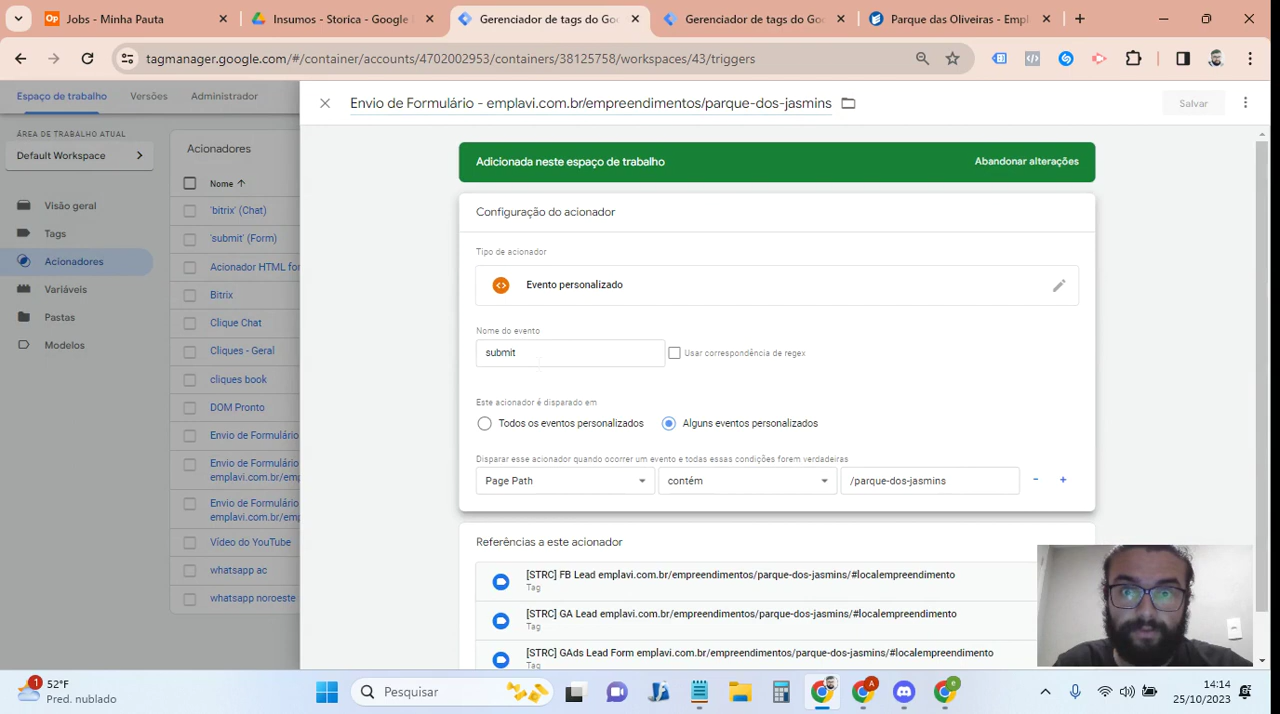 Jobs - Minha Pauta
Insumos - Storica - Google
Gerenciador de tags do Go
Gerenciador de tags do Go
Parque das Oliveiras - Empl
tagmanager.google.com/#/container/accounts/4702002953/containers/38125758/workspaces/43/triggers
Espaço de trabalho
Versões
Administrador
Envio de Formulário - emplavi.com.br/empreendimentos/parque-dos-jasmins
Salvar
ÁREA DE TRABALHO ATUAL
Default Workspace
Acionadores
Nome
Visão geral
Tags
Acionadores
Variáveis
Pastas
Modelos
'bitrix' (Chat)
'submit' (Form)
Acionador HTML for
Bitrix
Clique Chat
Cliques - Geral
cliques book
DOM Pronto
Envio de Formulário
Envio de Formulário
emplavi.com.br/emp
Envio de Formulário
emplavi.com.br/emp
Vídeo do YouTube
whatsapp ac
whatsapp noroeste
Adicionada neste espaço de trabalho
Abandonar alterações
Configuração do acionador
Tipo de acionador
Evento personalizado
Nome do evento
submit
Usar correspondência de regex
Este acionador é disparado em
Todos os eventos personalizados
Alguns eventos personalizados
Disparar esse acionador quando ocorrer um evento e todas essas condições forem verdadeiras
Page Path
contém
/parque-dos-jasmins
- +
Referências a este acionador
[STRC] FB Lead emplavi.com.br/empreendimentos/parque-dos-jasmins/#localempreendimento
Tag
[STRC] GA Lead emplavi.com.br/empreendimentos/parque-dos-jasmins/#localempreendimento
Tag
[STRC] GAds Lead Form emplavi.com.br/empreendimentos/parque-dos-jasmins/#localempreendimento
Tag
1
52°F
Pred. nublado
Pesquisar
14:14
25/10/2023